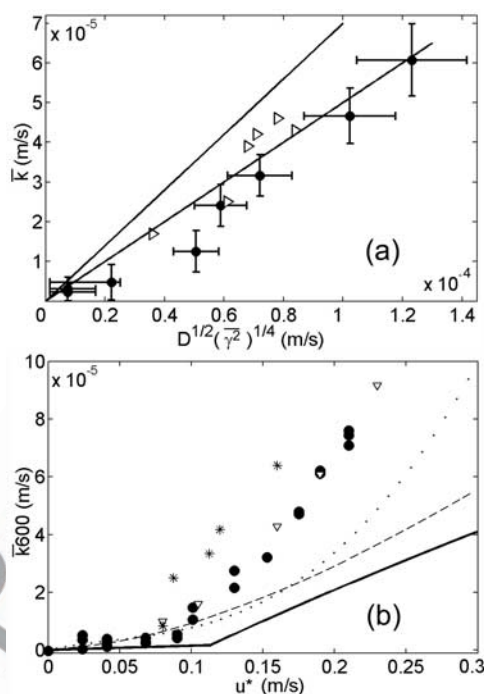 7
x 10⁻⁵
6
5
4
3
2
1
k̅ (m/s)
(a)
x 10⁻⁴
0 0.2 0.4 0.6 0.8 1 1.2 1.4
D^1/2(γ̅²)^1/4 (m/s)
10
x 10⁻⁵
8
6
4
2
0
k̅600 (m/s)
(b)
0 0.05 0.1 0.15 0.2 0.25 0.3
u* (m/s)